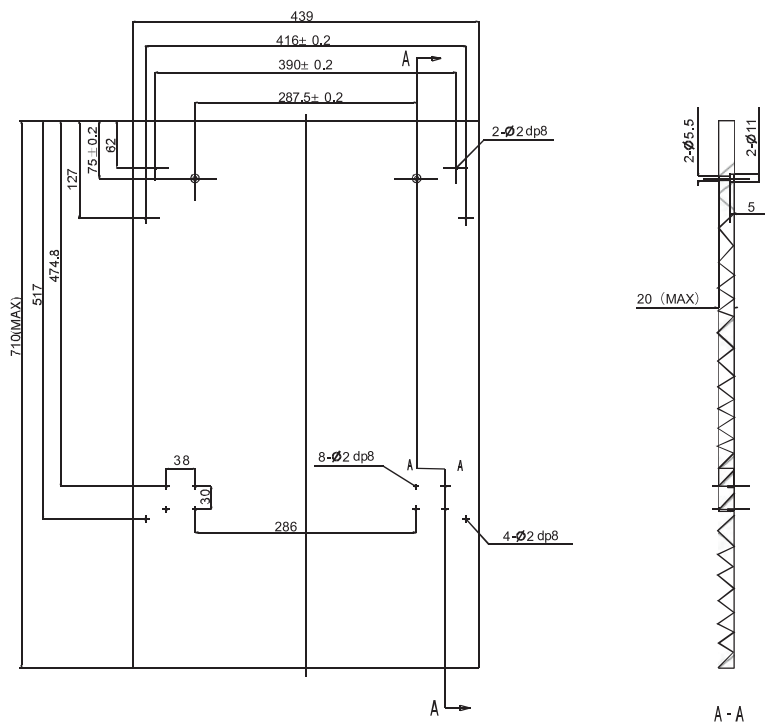 439
416± 0.2
390± 0.2
287.5± 0.2
A
2-Ø2 dp8
75±0.2
62
127
474.8
517
710(MAX)
2-Ø5.5
2-Ø11
5
20（MAX）
38
30
286
8-Ø2 dp8
A
A
4-Ø2 dp8
A
A - A